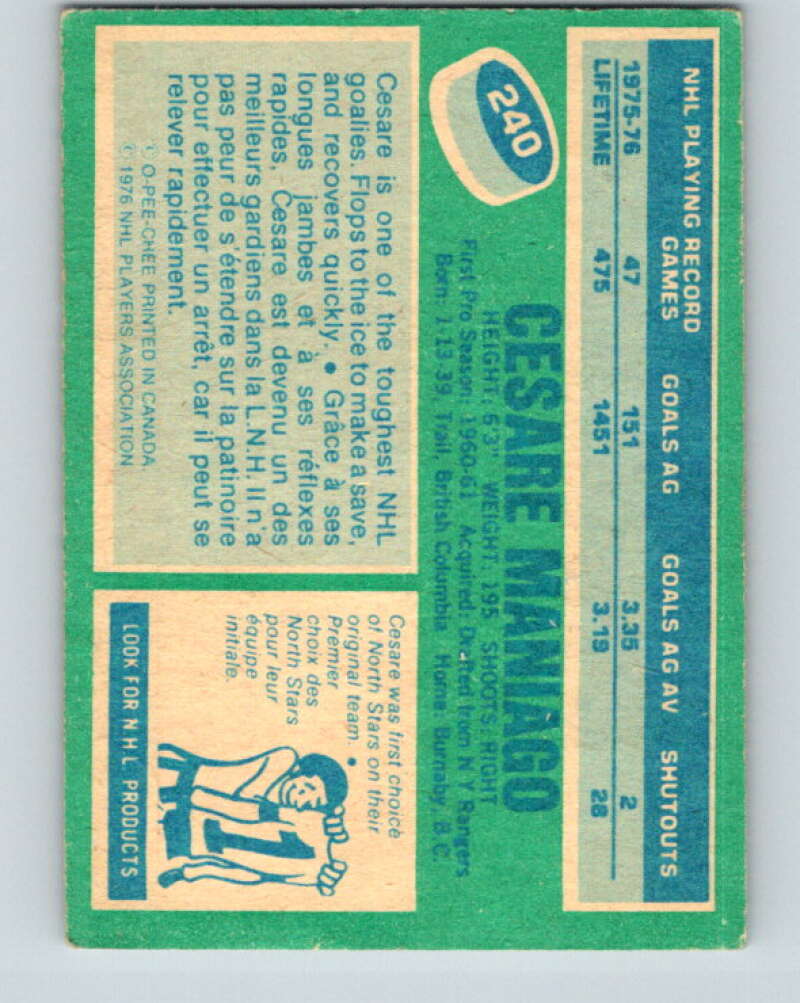 NHL PLAYING RECORD
GAMES GOALS AG GOALS AG AV SHUTOUTS
1975-76 47 151 3.35 2
LIFETIME 475 1451 3.19 28
240
CESARE MANIAGO
HEIGHT: 6'3" WEIGHT: 195 SHOOTS: RIGHT
First Pro Season: 1960-61 Acquired: Drafted from N.Y. Rangers
Born: 1-13-39, Trail, British Columbia Home: Burnaby, B.C.
Cesare is one of the toughest NHL
goalies. Flops to the ice to make a save,
and recovers quickly. • Grâce à ses
longues jambes et à ses réflexes
rapides, Cesare est devenu un des
meilleurs gardiens dans la L.N.H. Il n'a
pas peur de s'étendre sur la patinoire
pour effectuer un arrêt, car il peut se
relever rapidement.
© O-PEE-CHEE PRINTED IN CANADA
© 1976 NHL PLAYERS ASSOCIATION
Cesare was first choice
of North Stars on their
original team. •
Premier
choix des
North Stars
pour leur
équipe
initiale.
1
LOOK FOR N.H.L. PRODUCTS